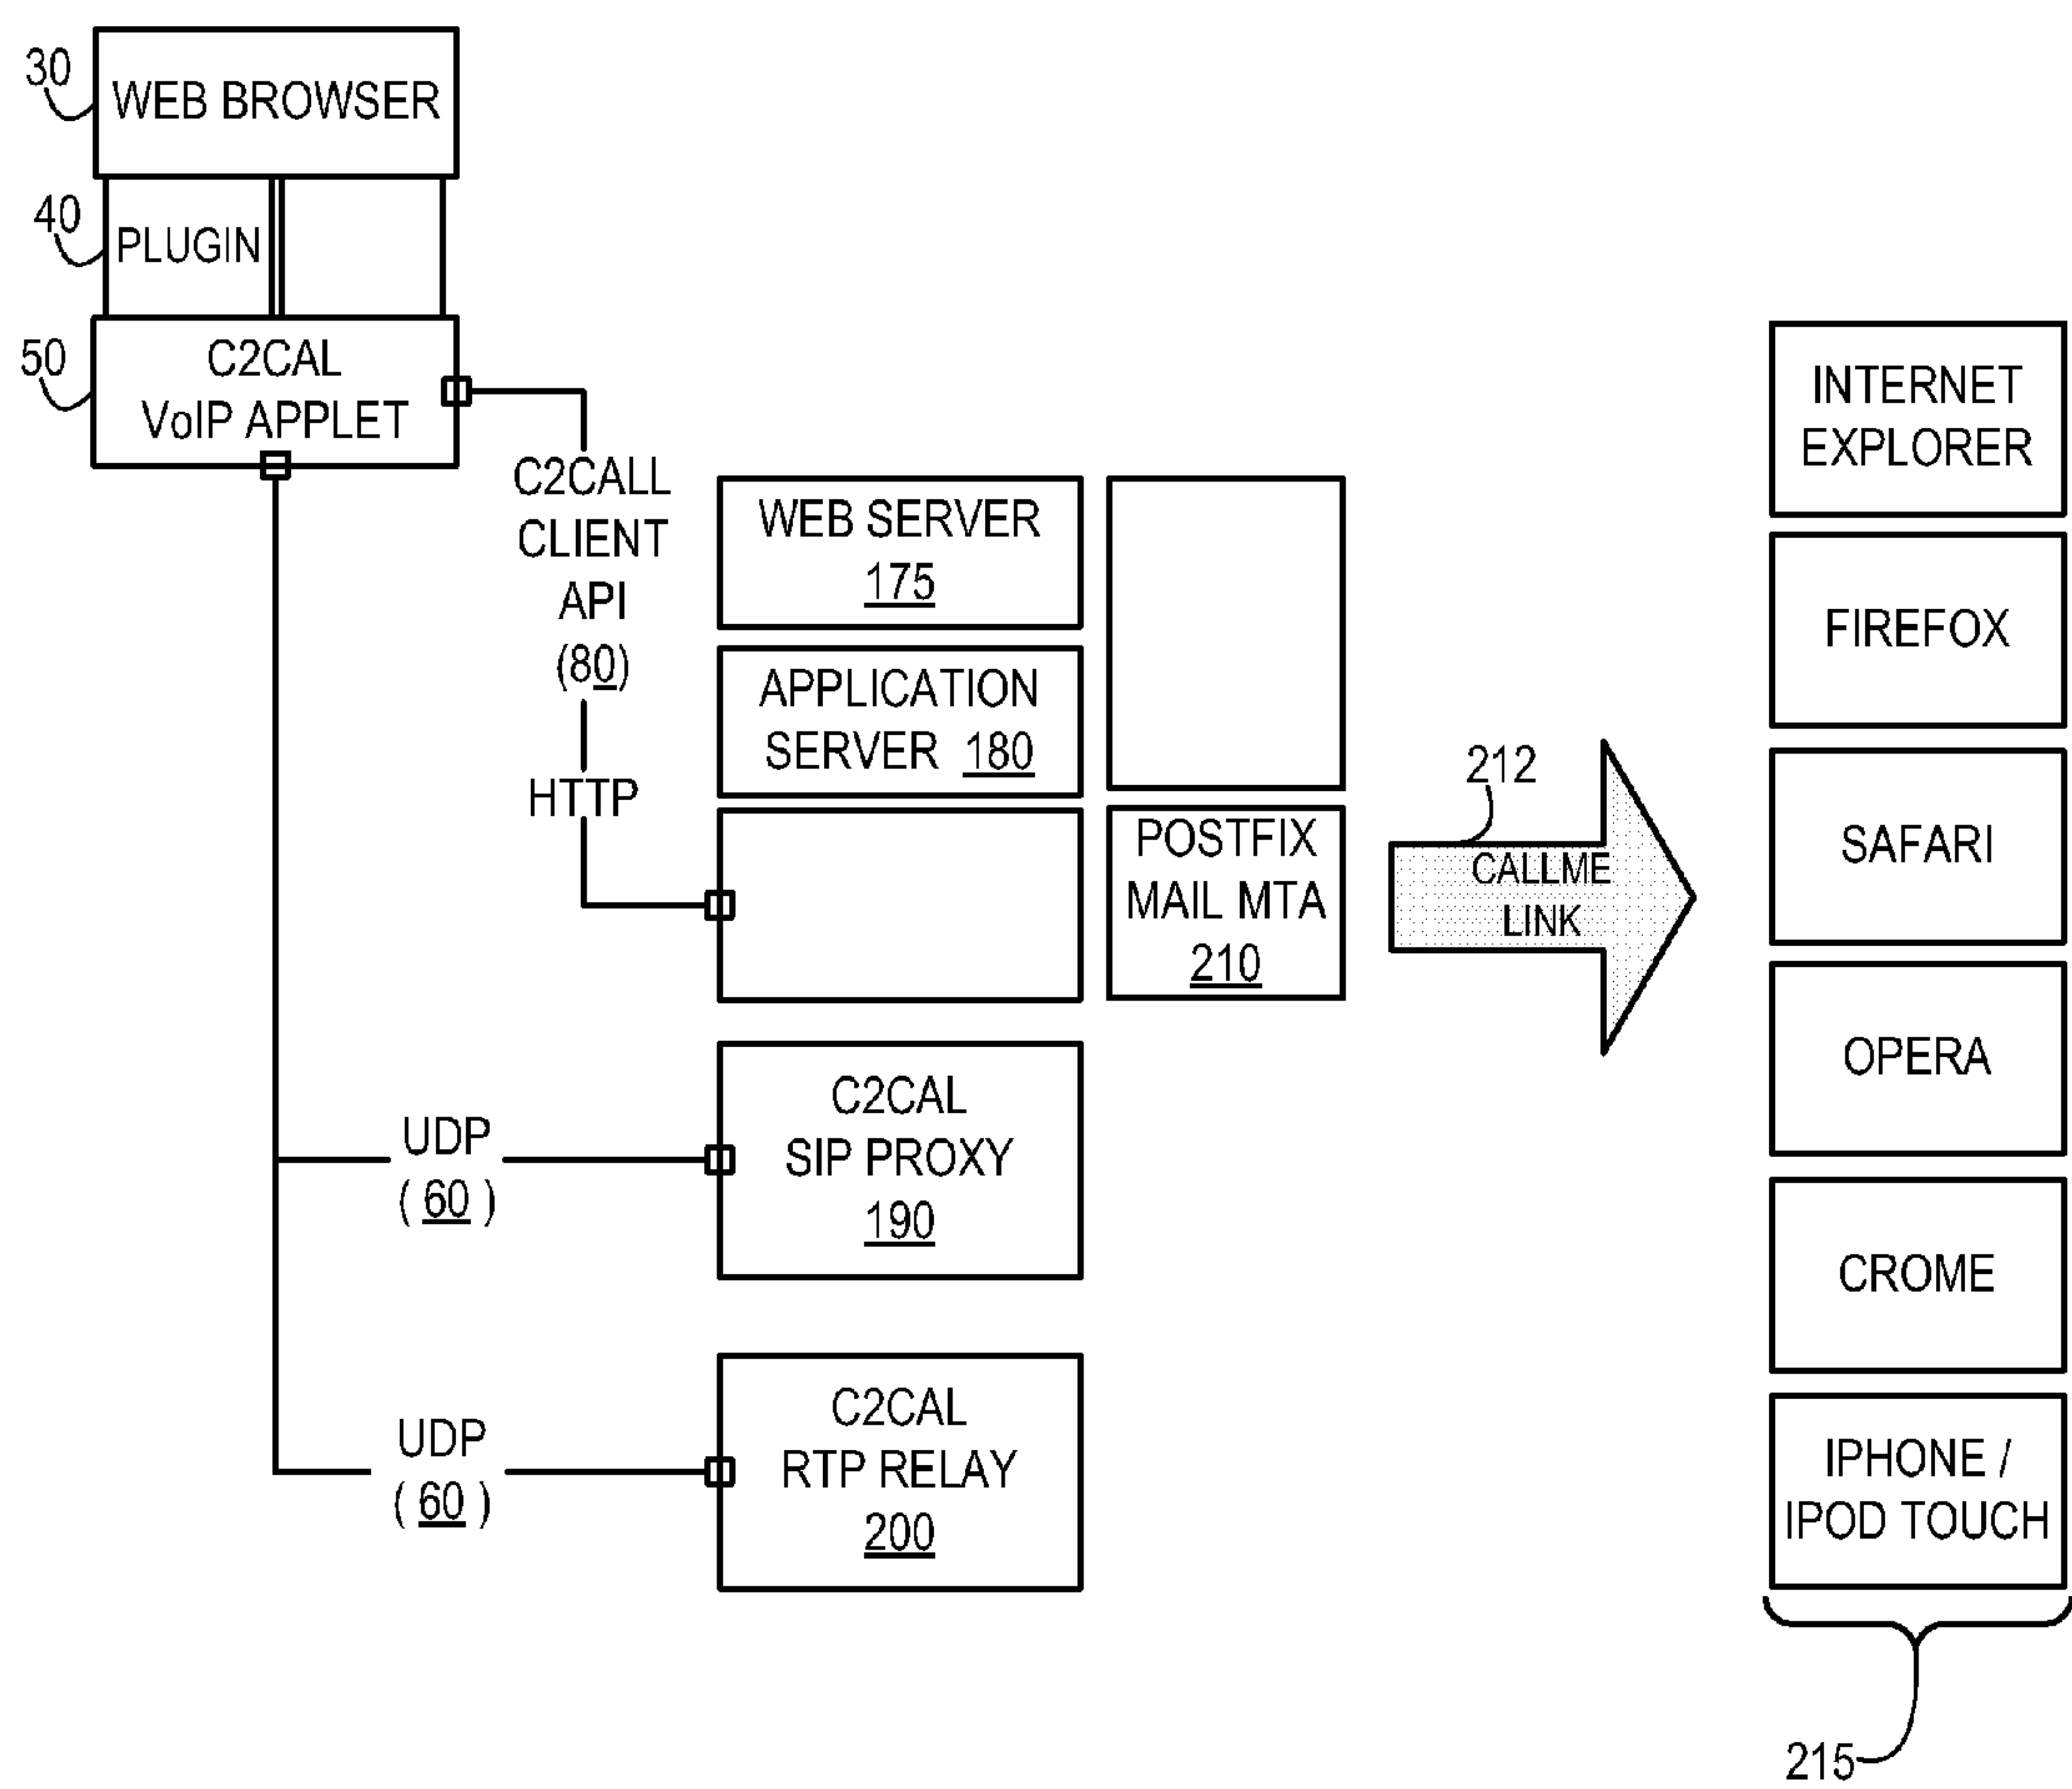 30
WEB BROWSER
40
PLUGIN
50
C2CAL
VoIP APPLET
C2CALL
CLIENT
API
(80)
HTTP
WEB SERVER
175
APPLICATION
SERVER 180
POSTFIX
MAIL MTA
210
UDP
( 60 )
C2CAL
SIP PROXY
190
UDP
( 60 )
C2CAL
RTP RELAY
200
212
CALLME
LINK
INTERNET
EXPLORER
FIREFOX
SAFARI
OPERA
CROME
IPHONE /
IPOD TOUCH
215